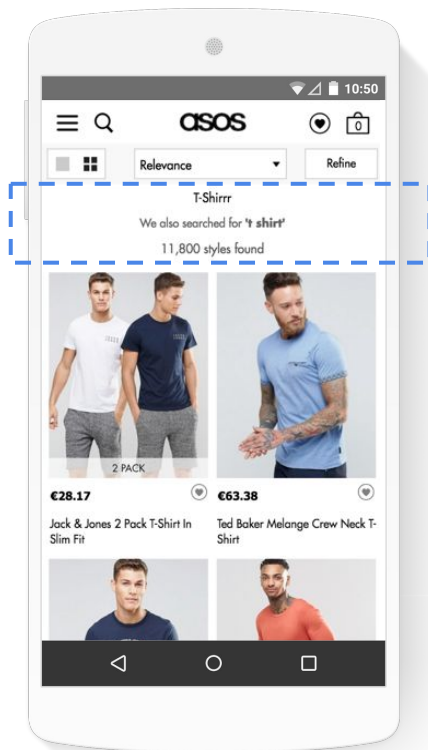 10:50
asos
0
Relevance
Refine
T-Shirrr
We also searched for 't shirt'
11,800 styles found
2 PACK
€28.17
€63.38
Jack & Jones 2 Pack T-Shirt In
Slim Fit
Ted Baker Melange Crew Neck T-
Shirt